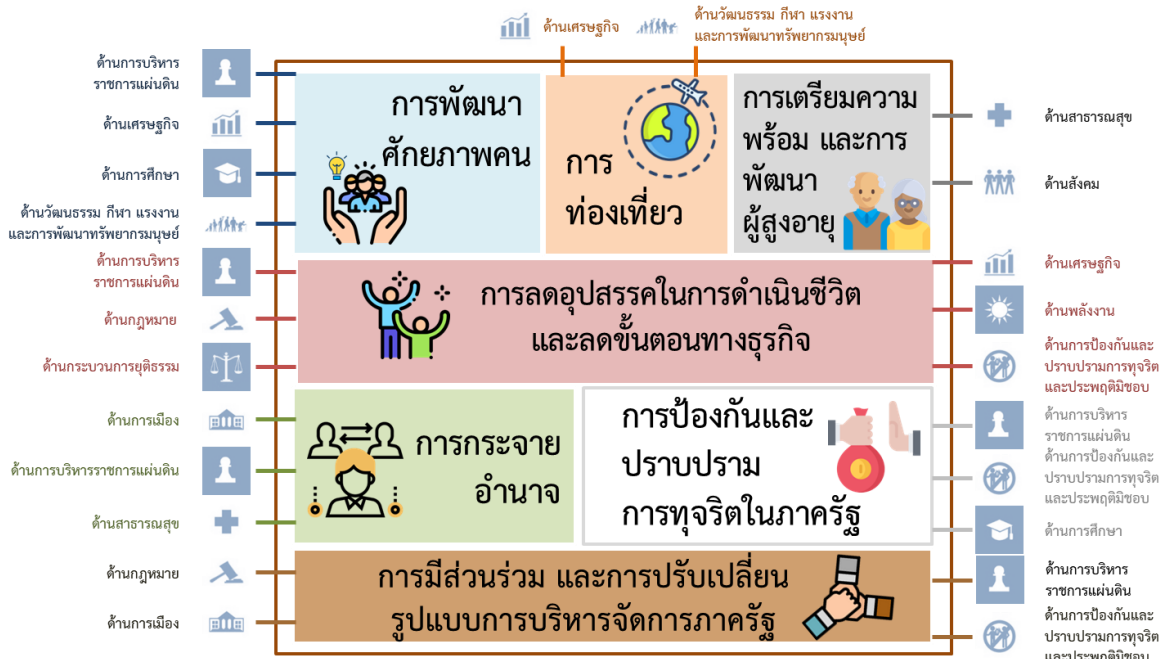 ด้านเศรษฐกิจ
ด้านวัฒนธรรม กีฬา แรงงาน
และการพัฒนาทรัพยากรมนุษย์
ด้านการบริหาร
ราชการแผ่นดิน
ด้านเศรษฐกิจ
ด้านการศึกษา
ด้านวัฒนธรรม กีฬา แรงงาน
และการพัฒนาทรัพยากรมนุษย์
การพัฒนา
ศักยภาพคน
การ
ท่องเที่ยว
การเตรียมความ
พร้อม และการ
พัฒนา
ผู้สูงอายุ
ด้านสาธารณสุข
ด้านสังคม
ด้านการบริหาร
ราชการแผ่นดิน
ด้านกฎหมาย
ด้านกระบวนการยุติธรรม
การลดอุปสรรคในการดำเนินชีวิต
และลดขั้นตอนทางธุรกิจ
ด้านเศรษฐกิจ
ด้านพลังงาน
ด้านการป้องกันและ
ปราบปรามการทุจริต
และประพฤติมิชอบ
ด้านการเมือง
ด้านการบริหารราชการแผ่นดิน
ด้านสาธารณสุข
การกระจาย
อำนาจ
การป้องกันและ
ปราบปราม
การทุจริตในภาครัฐ
ด้านการบริหาร
ราชการแผ่นดิน
ด้านการป้องกันและ
ปราบปรามการทุจริต
และประพฤติมิชอบ
ด้านการศึกษา
ด้านกฎหมาย
ด้านการเมือง
การมีส่วนร่วม และการปรับเปลี่ยน
รูปแบบการบริหารจัดการภาครัฐ
ด้านการบริหาร
ราชการแผ่นดิน
ด้านการป้องกันและ
ปราบปรามการทุจริต
และประพฤติมิชอบ